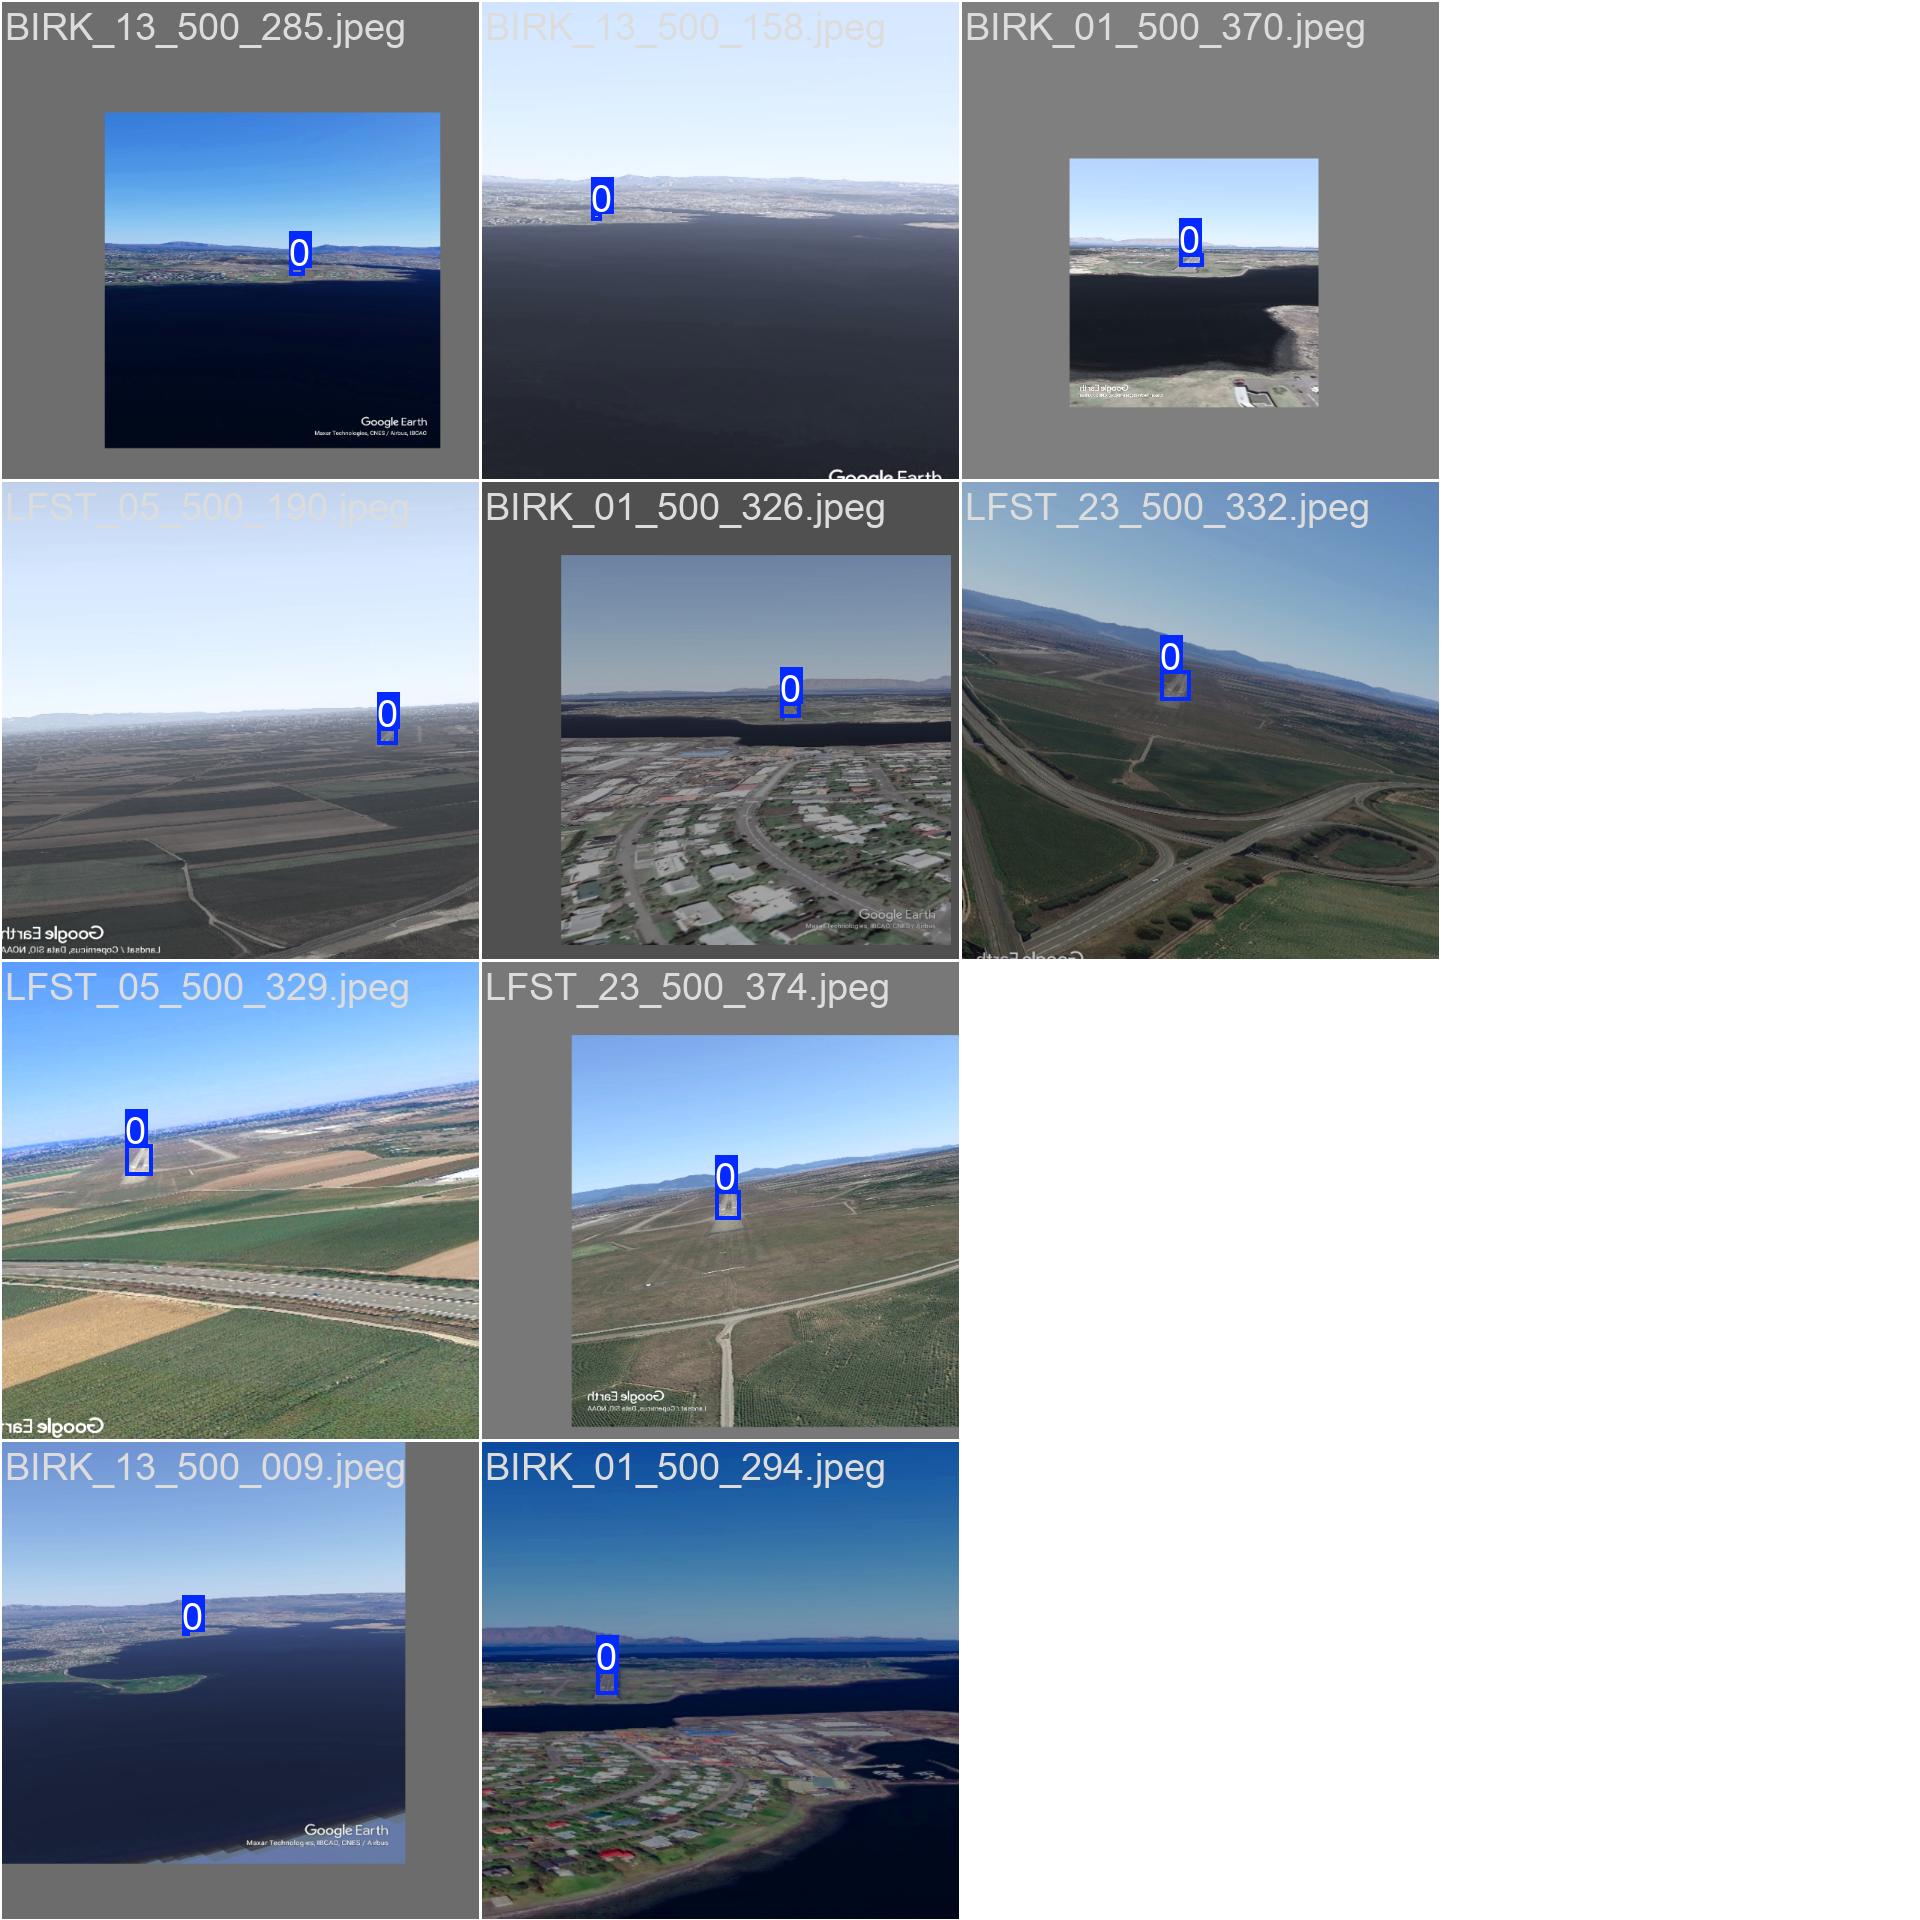 BIRK_13_500_285.jpeg
BIRK_13_500_158.jpeg
BIRK_01_500_370.jpeg
0
0
0
Google Earth
Maxar Technologies, CNES / Airbus, IBCAO
Google Earth
Google Earth
LFST_05_500_190.jpeg
BIRK_01_500_326.jpeg
LFST_23_500_332.jpeg
0
0
0
Google Earth
Landsat / Copernicus, Data SIO, NOAA
Google Earth
Maxar Technologies, IBCAO, CNES / Airbus
Google Earth
LFST_05_500_329.jpeg
LFST_23_500_374.jpeg
0
0
Google Earth
Landsat / Copernicus, Data SIO, NOAA
Google Ear
BIRK_13_500_009.jpeg
BIRK_01_500_294.jpeg
0
0
Google Earth
Maxar Technologies, IBCAO, CNES / Airbus